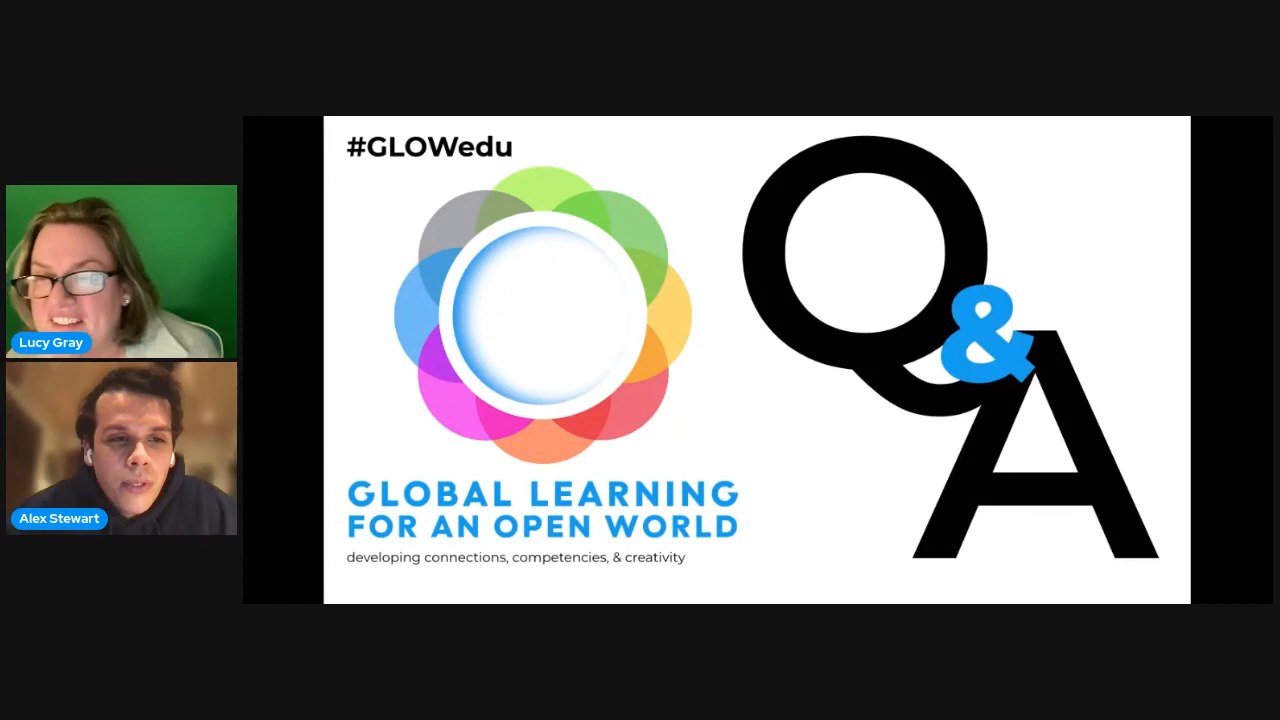 #GLOWedu
Q
&
A
Lucy Gray
GLOBAL LEARNING
FOR AN OPEN WORLD
Alex Stewart
developing connections, competencies, & creativity